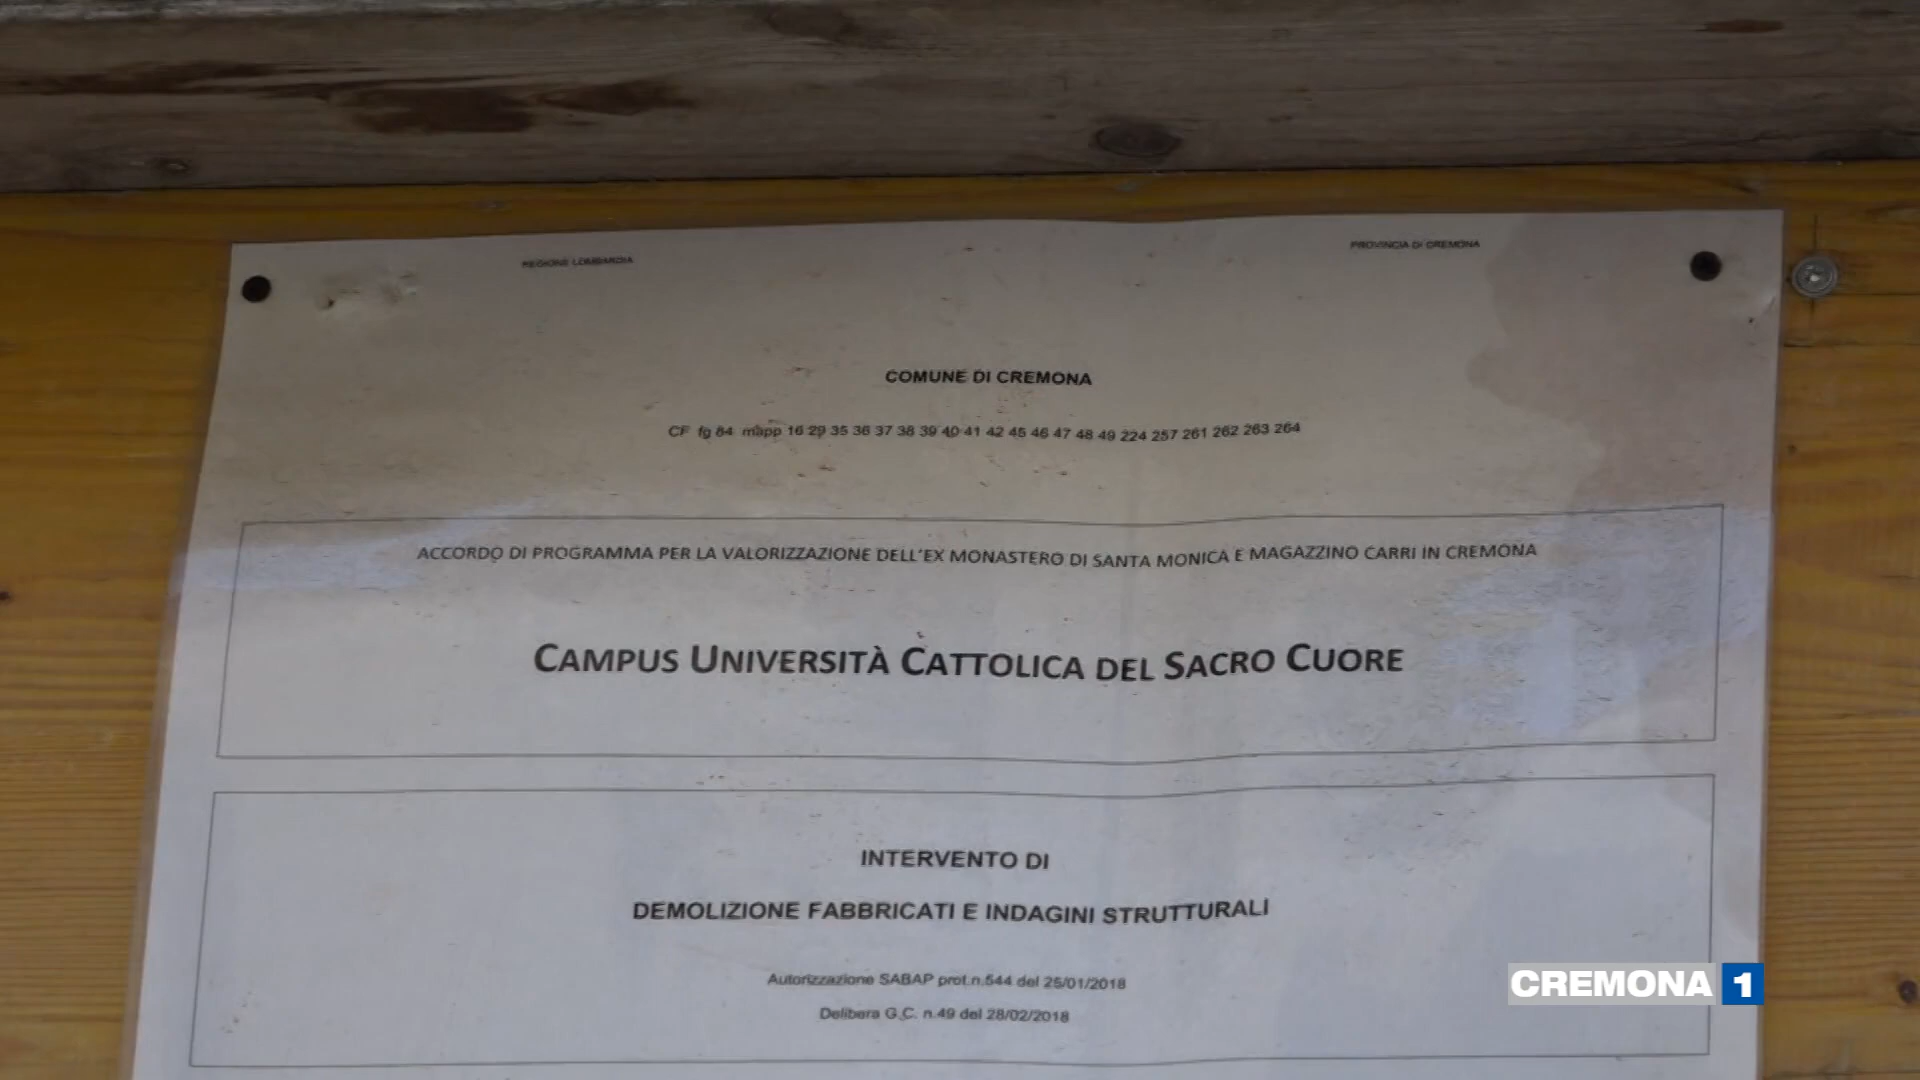 REGIONE LOMBARDIA
PROVINCIA DI CREMONA
COMUNE DI CREMONA
CF fg 84 mapp 16 29 35 36 37 38 39 40 41 42 45 46 47 48 49 224 257 261 262 263 264
ACCORDO DI PROGRAMMA PER LA VALORIZZAZIONE DELL'EX MONASTERO DI SANTA MONICA E MAGAZZINO CARRI IN CREMONA
CAMPUS UNIVERSITÀ CATTOLICA DEL SACRO CUORE
INTERVENTO DI
DEMOLIZIONE FABBRICATI E INDAGINI STRUTTURALI
Autorizzazione SABAP prot.n.544 del 25/01/2018
Delibera G.C. n.49 del 28/02/2018
CREMONA 1